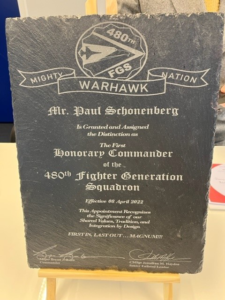 480th
FGS
MIGHTY NATION
WARHAWK
Mr. Paul Schonenberg
Is Granted and Assigned
the Distinction as
The First
Honorary Commander
of the
480th Fighter Generation
Squadron
Effective 08 April 2022
This Appointment Recognizes
the Significance of our
Shared Values, Tradition, and
Integration by Design
FIRST IN, LAST OUT ... MAGNUM!!